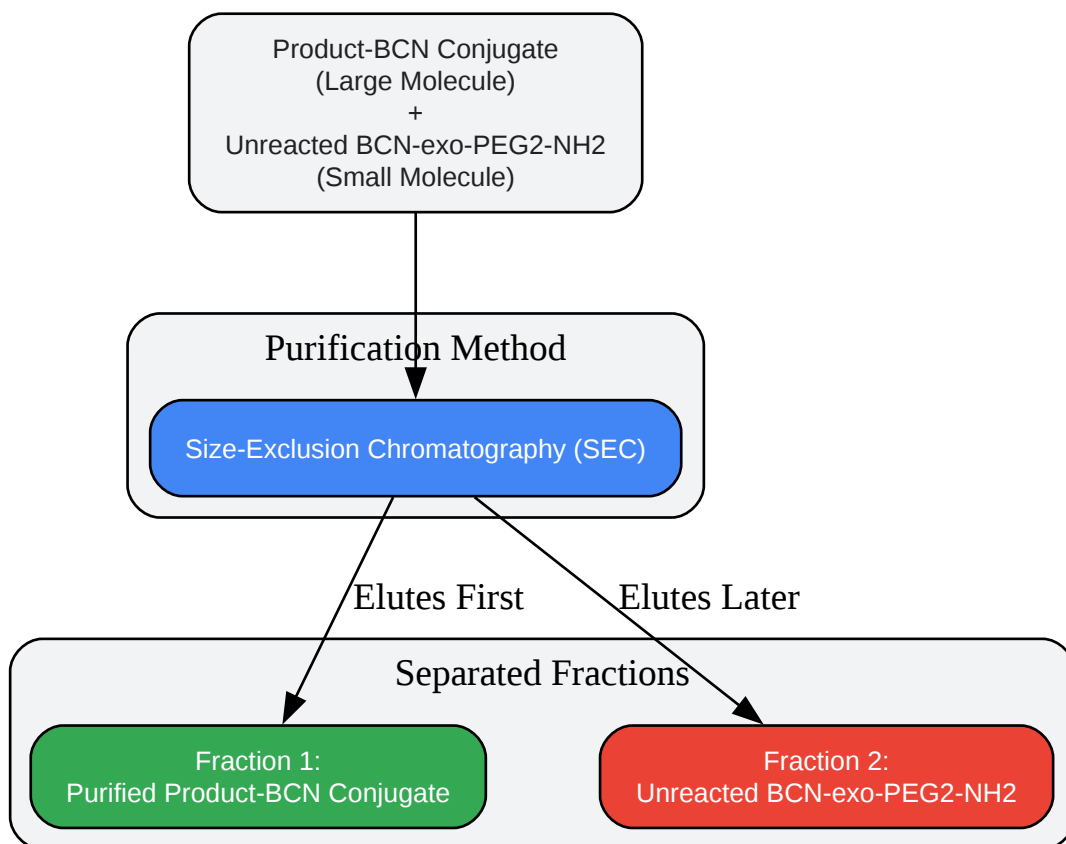 Product-BCN Conjugate
(Large Molecule)
+
Unreacted BCN-exo-PEG2-NH2
(Small Molecule)
Purification Method
Size-Exclusion Chromatography (SEC)
Elutes First
Elutes Later
Separated Fractions
Fraction 1:
Purified Product-BCN Conjugate
Fraction 2:
Unreacted BCN-exo-PEG2-NH2